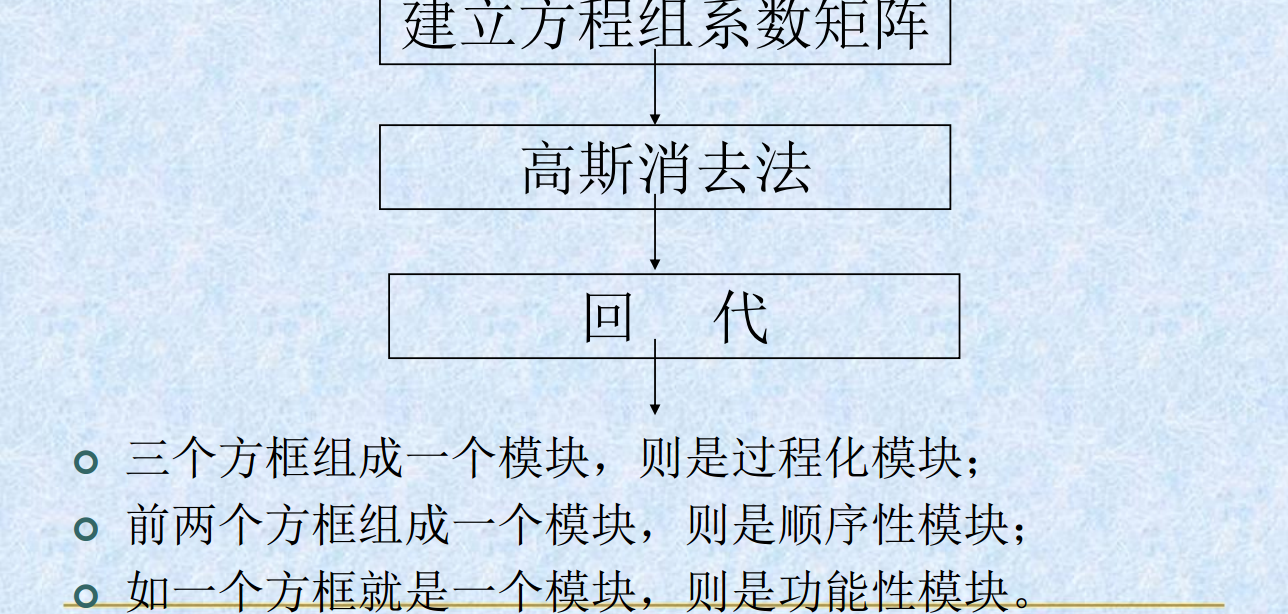 建立方程组系数矩阵
高斯消去法
回 代
三个方框组成一个模块，则是过程化模块；
前两个方框组成一个模块，则是顺序性模块；
如一个方框就是一个模块，则是功能性模块。